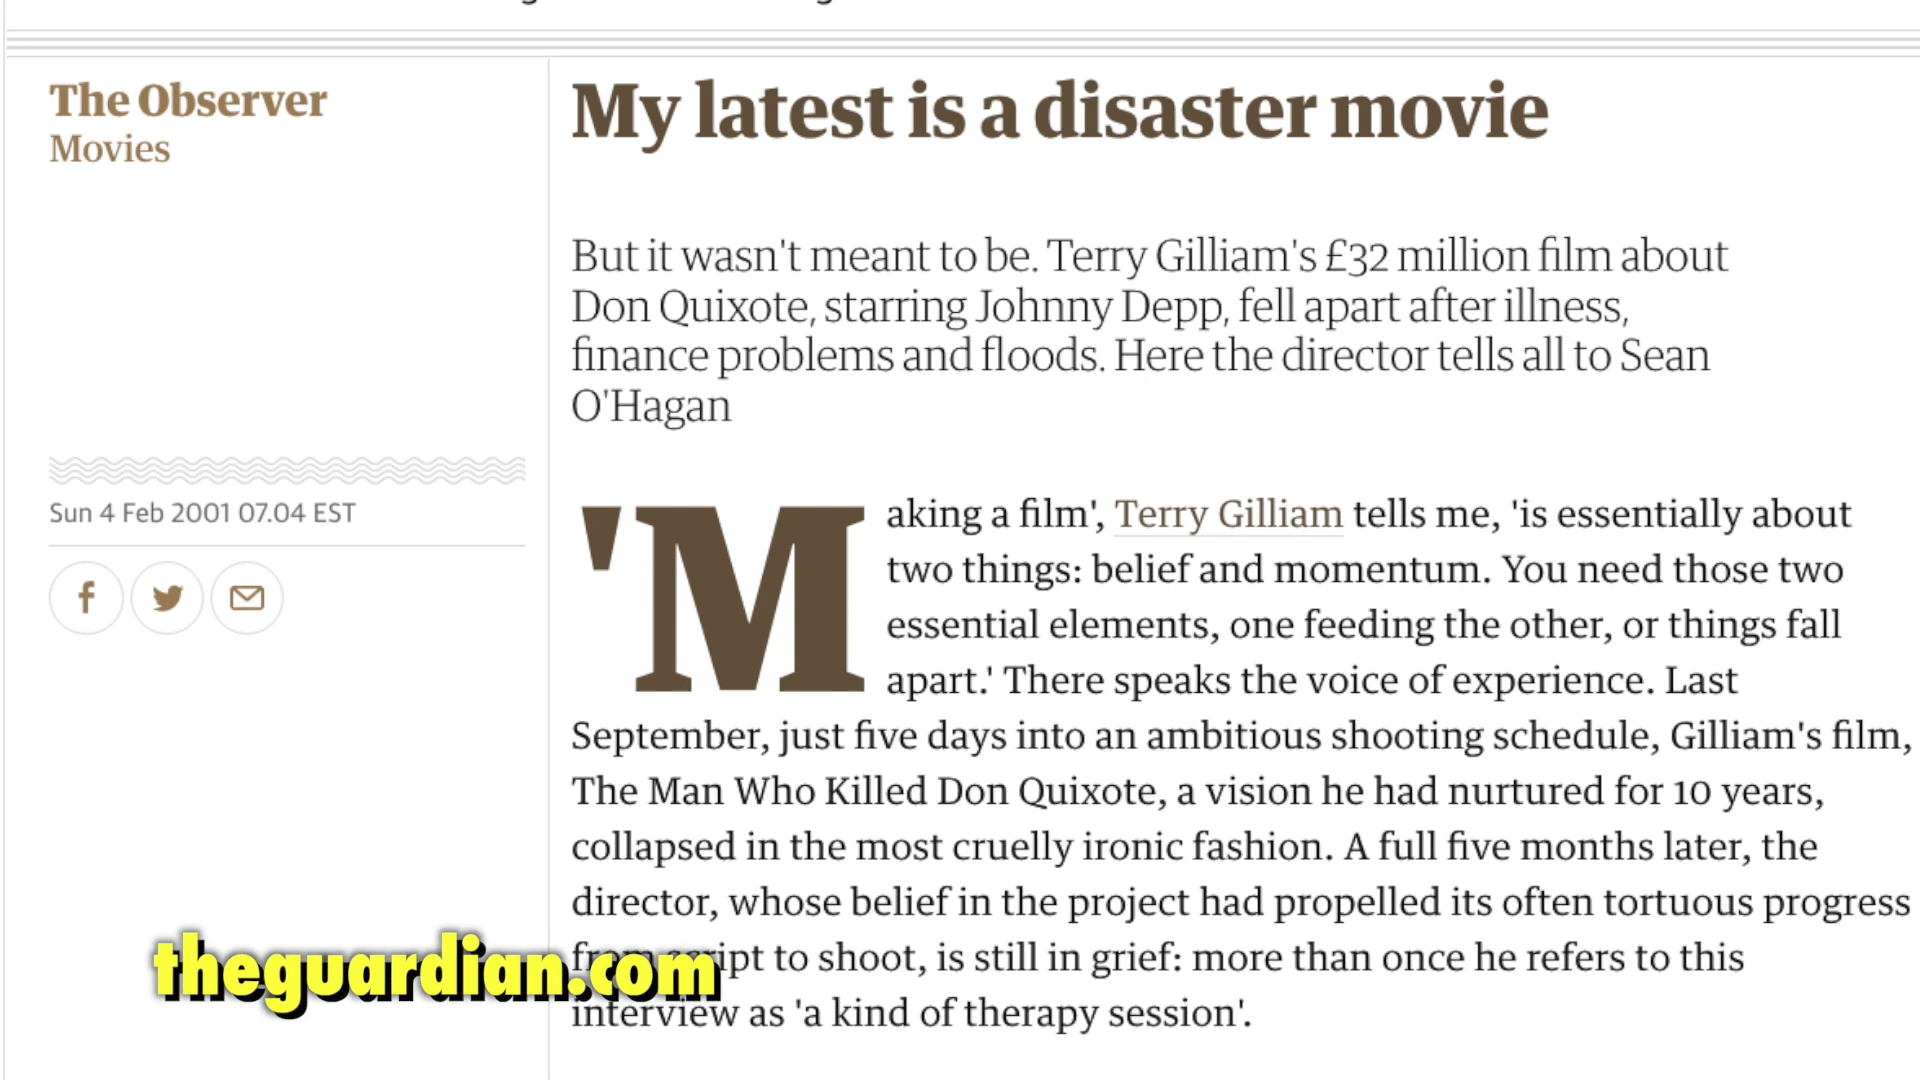 The Observer
Movies
My latest is a disaster movie
But it wasn't meant to be. Terry Gilliam's £32 million film about
Don Quixote, starring Johnny Depp, fell apart after illness,
finance problems and floods. Here the director tells all to Sean
O'Hagan
Sun 4 Feb 2001 07.04 EST
'Making a film', Terry Gilliam tells me, 'is essentially about
two things: belief and momentum. You need those two
essential elements, one feeding the other, or things fall
apart.' There speaks the voice of experience. Last
September, just five days into an ambitious shooting schedule, Gilliam's film,
The Man Who Killed Don Quixote, a vision he had nurtured for 10 years,
collapsed in the most cruelly ironic fashion. A full five months later, the
director, whose belief in the project had propelled its often tortuous progress
from script to shoot, is still in grief: more than once he refers to this
interview as 'a kind of therapy session'.
theguardian.com